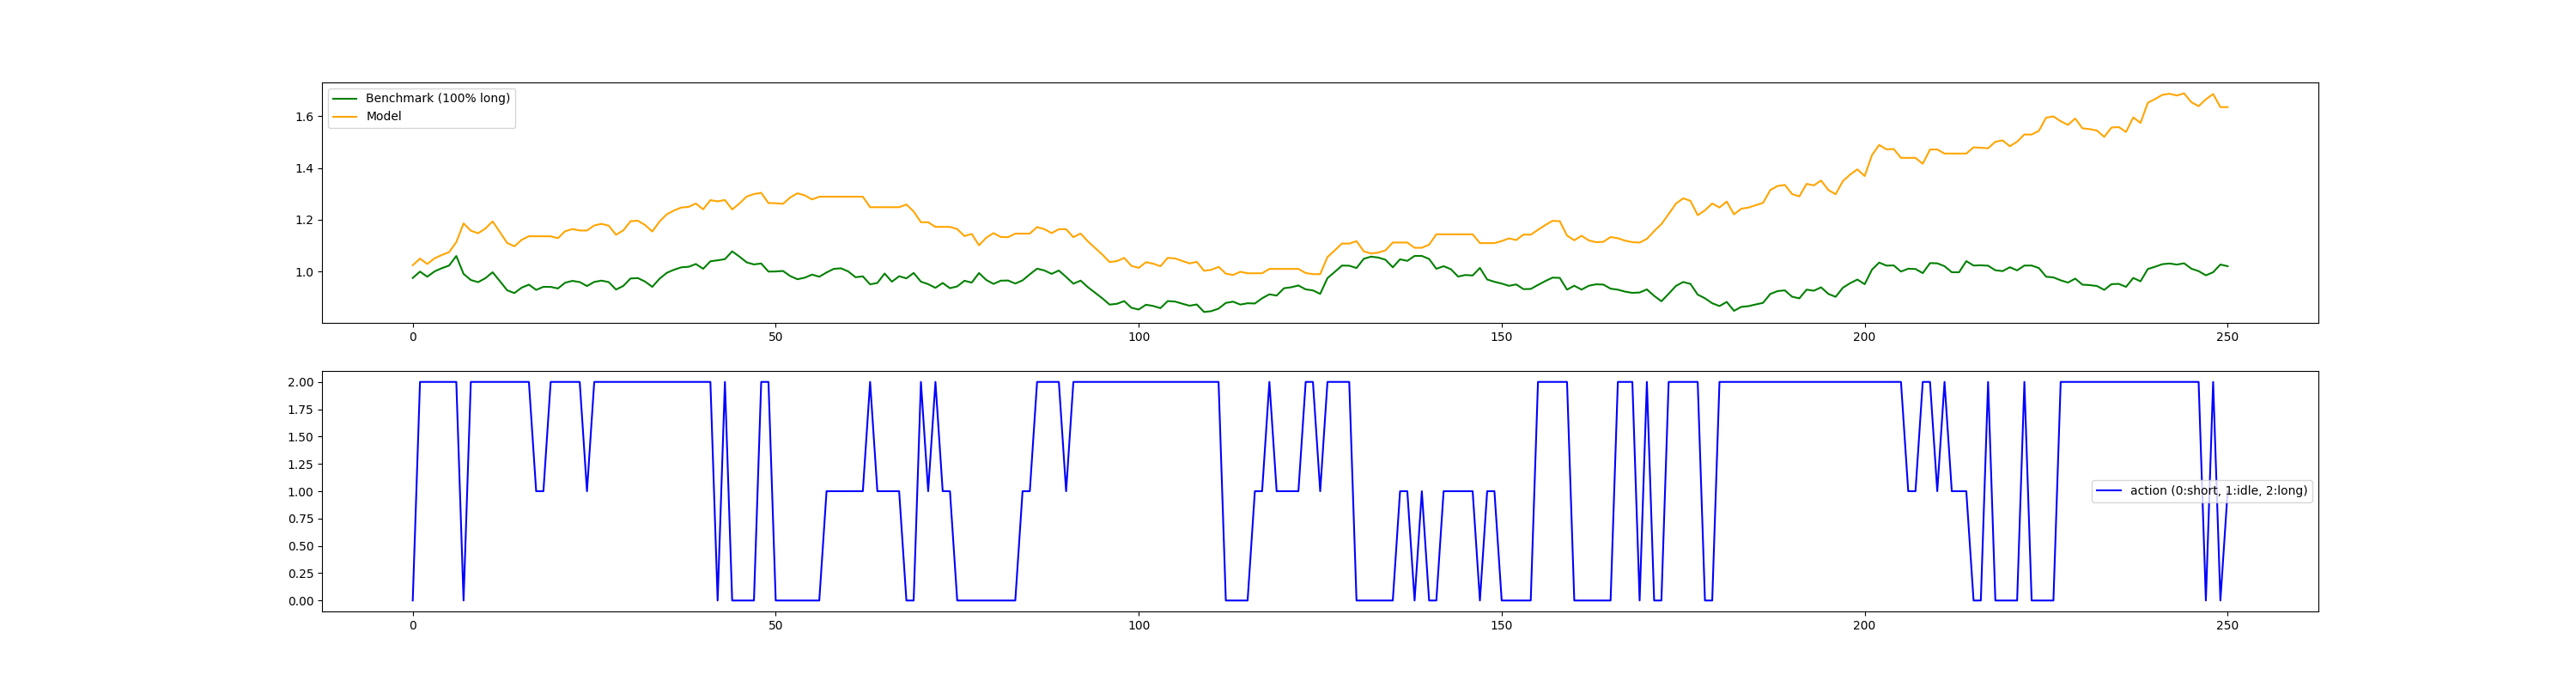 Benchmark (100% long)
Model
1.6
1.4
1.2
1.0
0 50 100 150 200 250
2.00
1.75
1.50
1.25
1.00
0.75
0.50
0.25
0.00
action (0:short, 1:idle, 2:long)
0 50 100 150 200 250